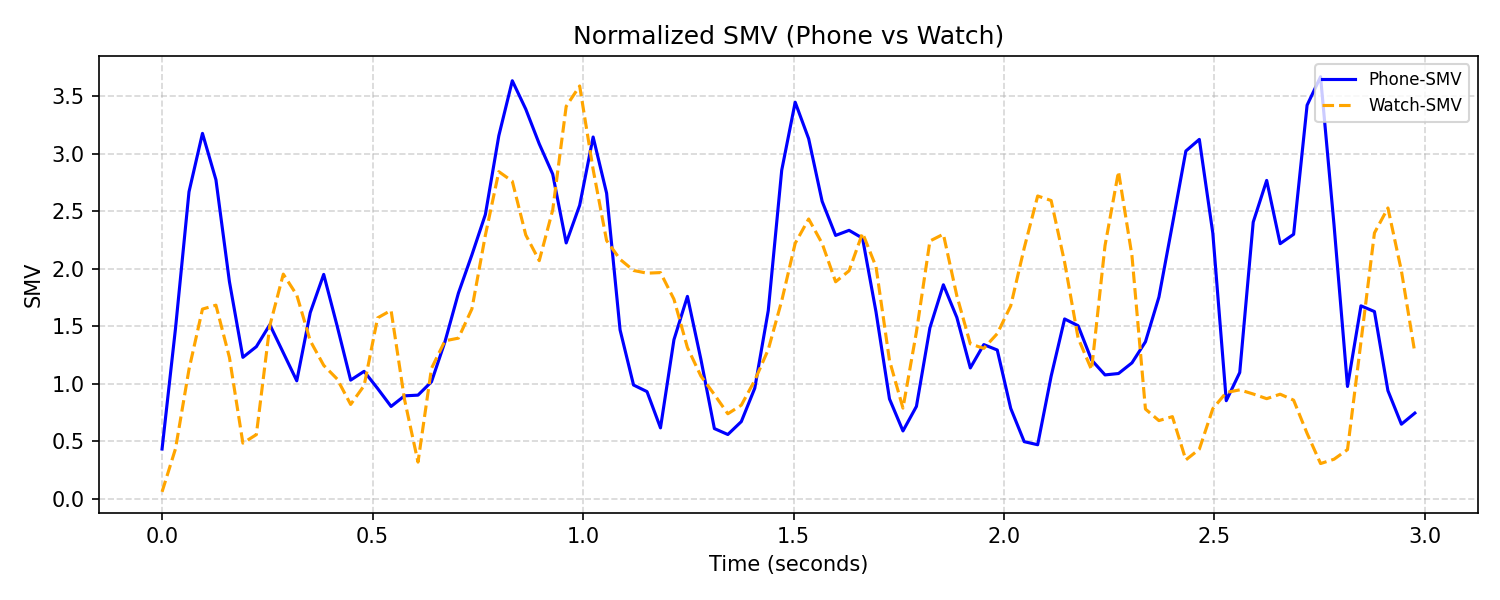 Normalized SMV (Phone vs Watch)
Phone-SMV
Watch-SMV
SMV
3.5
3.0
2.5
2.0
1.5
1.0
0.5
0.0
0.0 0.5 1.0 1.5 2.0 2.5 3.0
Time (seconds)